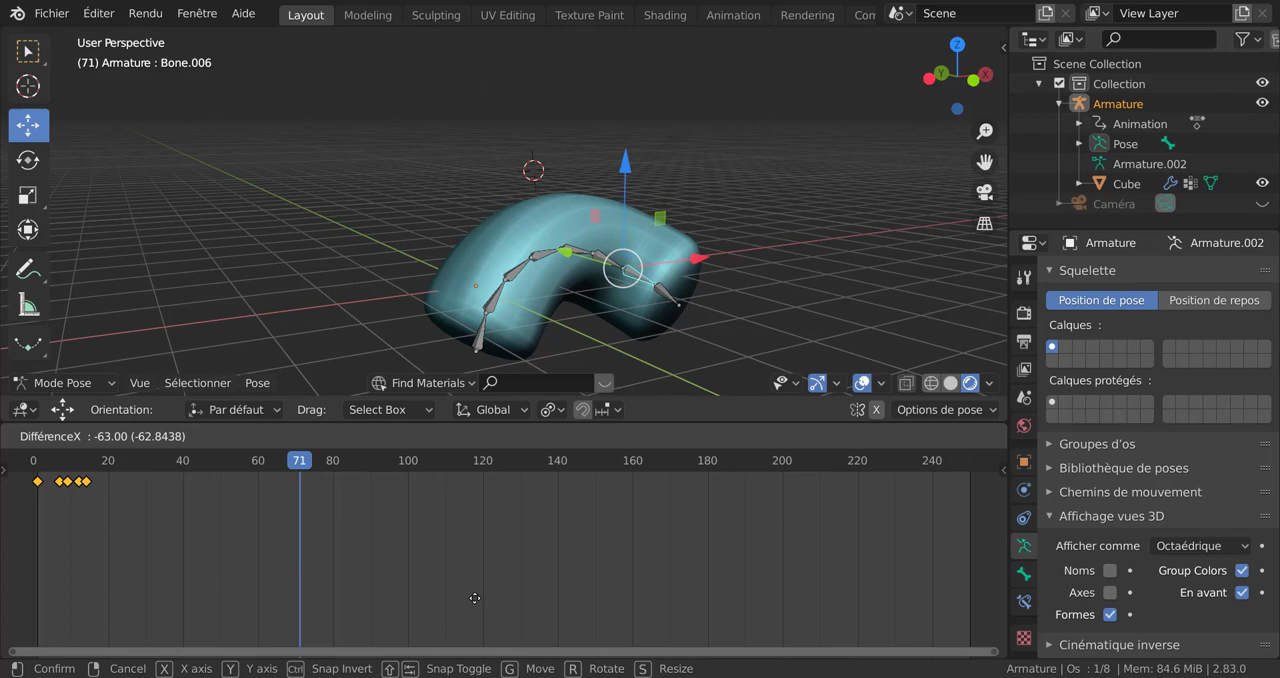 Fichier Éditer Rendu Fenêtre Aide Layout Modeling Sculpting UV Editing Texture Paint Shading Animation Rendering Com Scene View Layer
User Perspective
(71) Armature : Bone.006
Z
Y
X
Scene Collection
Collection
Armature
Animation
Pose
Armature.002
Cube
Caméra
Armature Armature.002
Squelette
Position de pose Position de repos
Calques :
Calques protégés :
Groupes d'os
Bibliothèque de poses
Chemins de mouvement
Affichage vues 3D
Afficher comme Octaédrique
Noms Group Colors
Axes En avant
Formes
Cinématique inverse
Mode Pose Vue Sélectionner Pose Find Materials
Orientation: Par défaut Drag: Select Box Global X Options de pose
DifférenceX : -63.00 (-62.8438)
0 20 40 60 71 80 100 120 140 160 180 200 220 240
Confirm Cancel X X axis Y Y axis Ctrl Snap Invert Snap Toggle G Move R Rotate S Resize Armature | Os : 1/8 | Mem: 84.6 MiB | 2.83.0